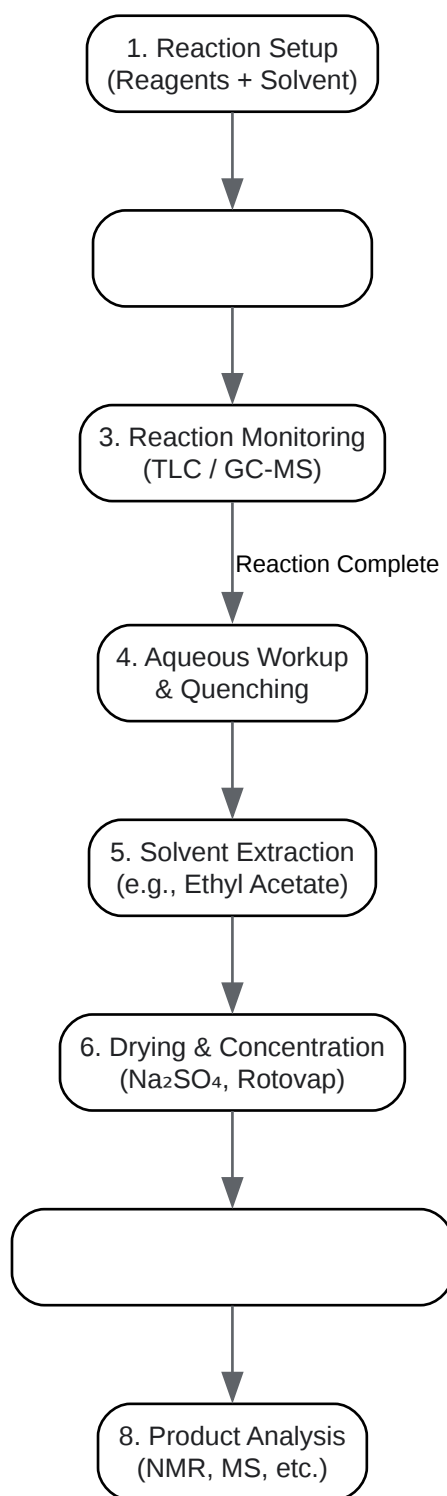 1. Reaction Setup
(Reagents + Solvent)
3. Reaction Monitoring
(TLC / GC-MS)
Reaction Complete
4. Aqueous Workup
& Quenching
5. Solvent Extraction
(e.g., Ethyl Acetate)
6. Drying & Concentration
(Na₂SO₄, Rotovap)
8. Product Analysis
(NMR, MS, etc.)